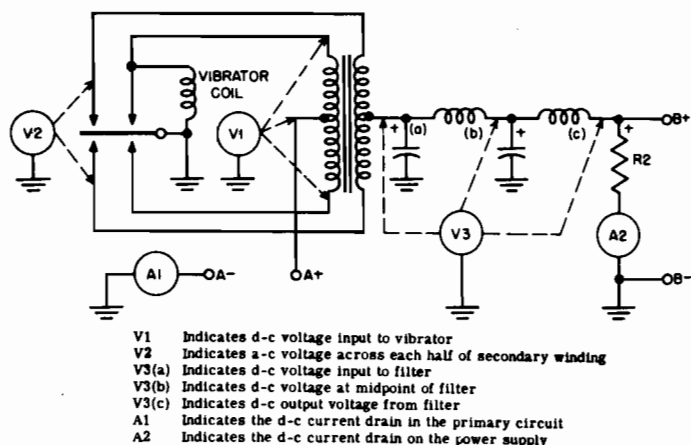 VIBRATOR
COIL
V2
V1
+
(a)
(b)
+
(c)
+
B+
R2
V3
A2
A1
A-
A+
B-
V1 Indicates d-c voltage input to vibrator
V2 Indicates a-c voltage across each half of secondary winding
V3(a) Indicates d-c voltage input to filter
V3(b) Indicates d-c voltage at midpoint of filter
V3(c) Indicates d-c output voltage from filter
A1 Indicates the d-c current drain in the primary circuit
A2 Indicates the d-c current drain on the power supply